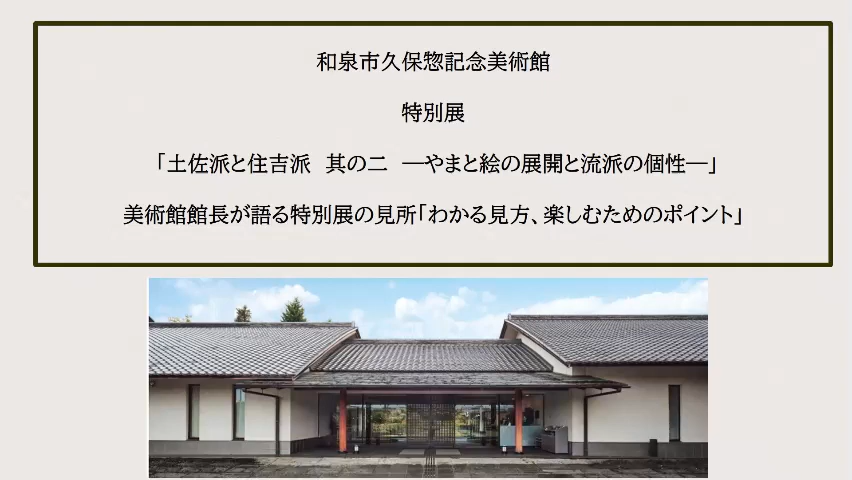 和泉市久保惣記念美術館
特別展
「土佐派と住吉派　其の二　―やまと絵の展開と流派の個性―」
美術館館長が語る特別展の見所「わかる見方、楽しむためのポイント」